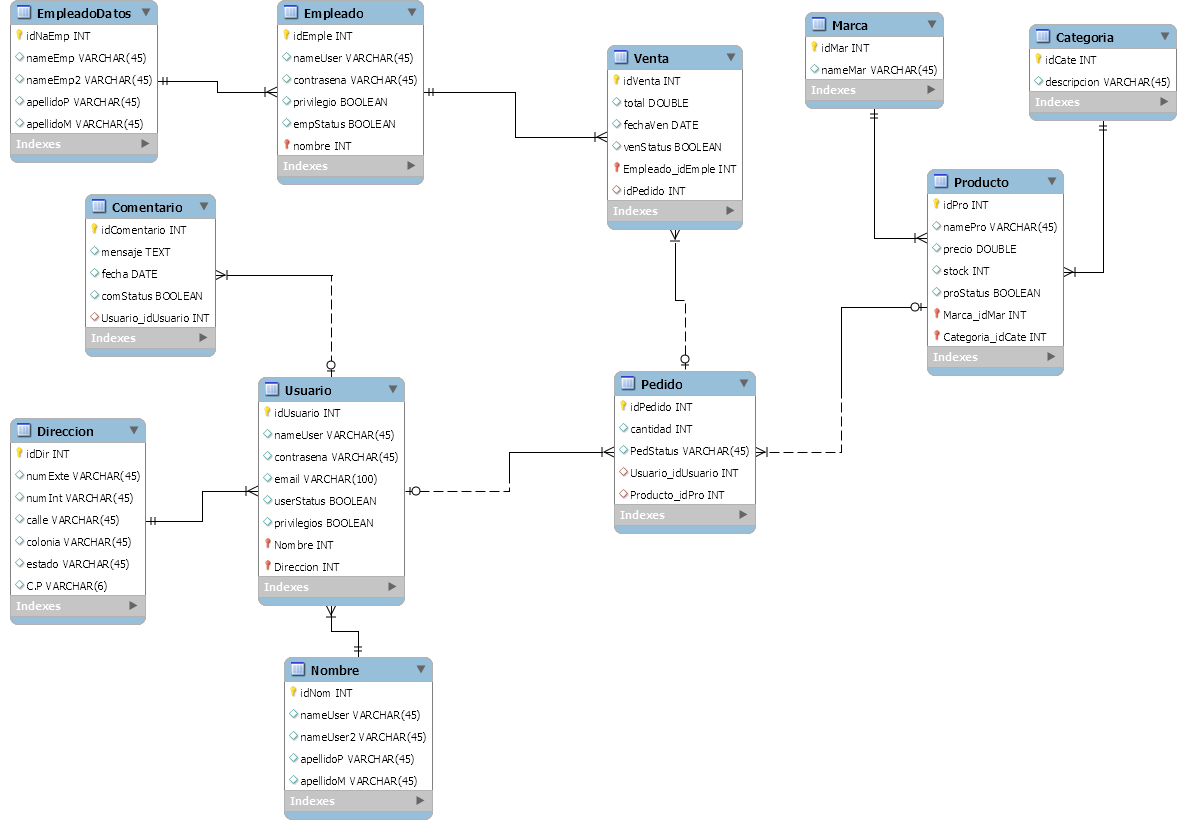 EmpleadoDatos
idNaEmp INT
nameEmp VARCHAR(45)
nameEmp2 VARCHAR(45)
apellidoP VARCHAR(45)
apellidoM VARCHAR(45)
Indexes
Empleado
idEmple INT
nameUser VARCHAR(45)
contrasena VARCHAR(45)
privilegio BOOLEAN
empStatus BOOLEAN
nombre INT
Indexes
Venta
idVenta INT
total DOUBLE
fechaVen DATE
venStatus BOOLEAN
Empleado_idEmple INT
idPedido INT
Indexes
Marca
idMar INT
nameMar VARCHAR(45)
Indexes
Categoria
idCate INT
descripcion VARCHAR(45)
Indexes
Producto
idPro INT
namePro VARCHAR(45)
precio DOUBLE
stock INT
proStatus BOOLEAN
Marca_idMar INT
Categoria_idCate INT
Indexes
Comentario
idComentario INT
mensaje TEXT
fecha DATE
comStatus BOOLEAN
Usuario_idUsuario INT
Indexes
Usuario
idUsuario INT
nameUser VARCHAR(45)
contrasena VARCHAR(45)
email VARCHAR(100)
userStatus BOOLEAN
privilegios BOOLEAN
Nombre INT
Direccion INT
Indexes
Pedido
idPedido INT
cantidad INT
PedStatus VARCHAR(45)
Usuario_idUsuario INT
Producto_idPro INT
Indexes
Direccion
idDir INT
numExte VARCHAR(45)
numInt VARCHAR(45)
calle VARCHAR(45)
colonia VARCHAR(45)
estado VARCHAR(45)
C.P VARCHAR(6)
Indexes
Nombre
idNom INT
nameUser VARCHAR(45)
nameUser2 VARCHAR(45)
apellidoP VARCHAR(45)
apellidoM VARCHAR(45)
Indexes